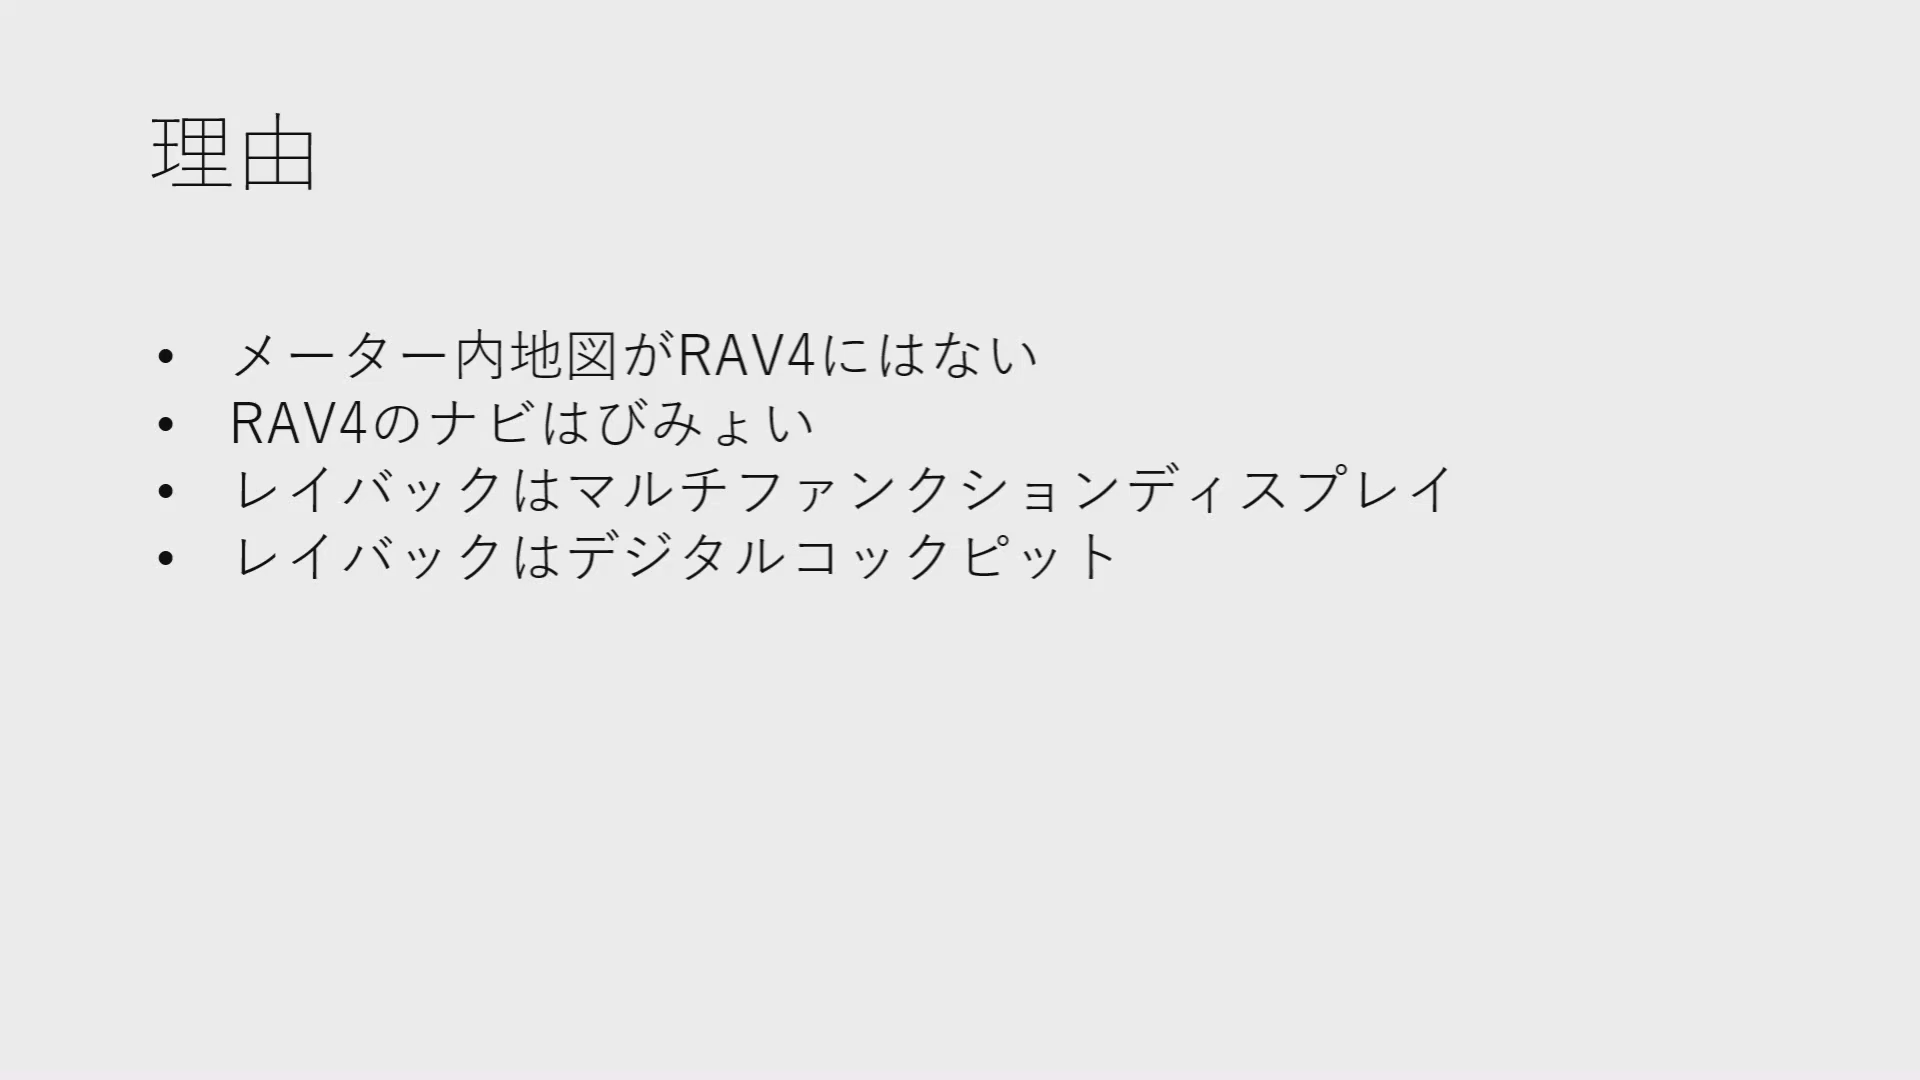 理由
• メーター内地図がRAV4にはない
• RAV4のナビはびみょい
• レイバックはマルチファンクションディスプレイ
• レイバックはデジタルコックピット